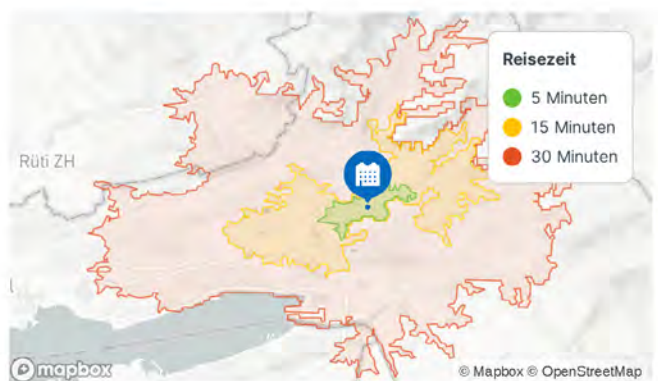 Reisezeit
5 Minuten
15 Minuten
30 Minuten
Rüti ZH
mapbox
© Mapbox © OpenStreetMap